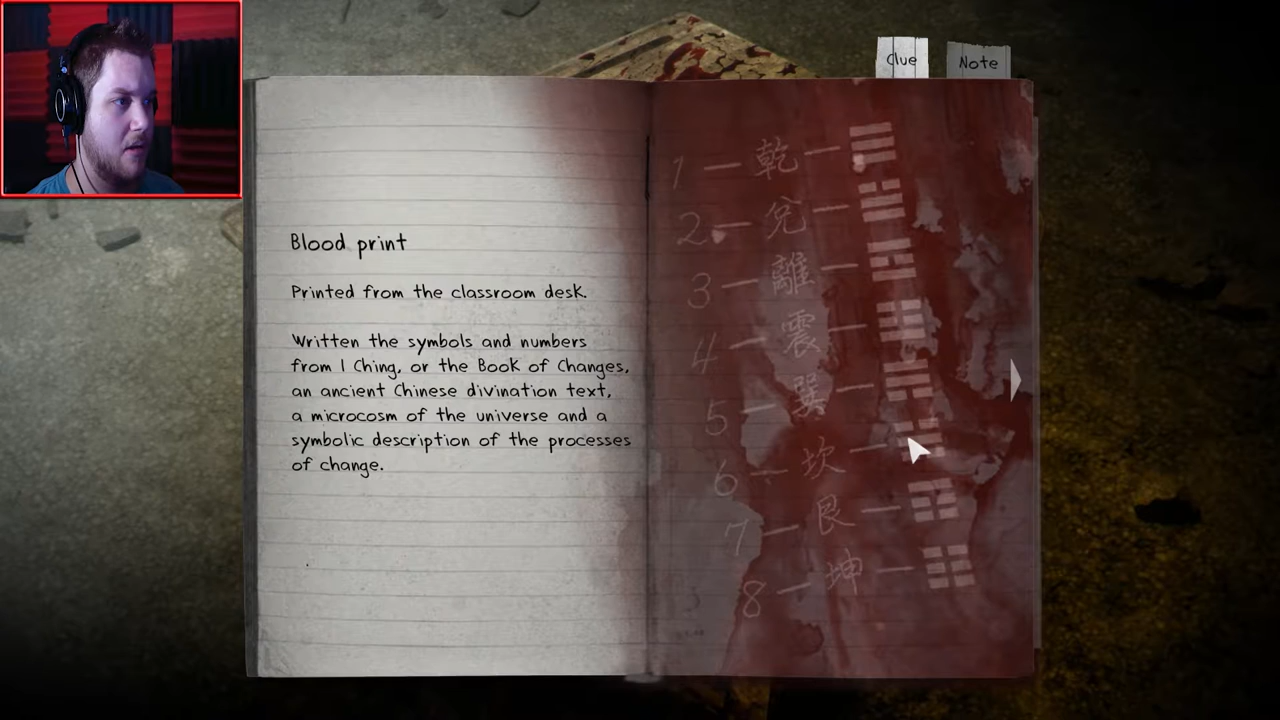 Clue
Note
Blood print
Printed from the classroom desk.
Written the symbols and numbers
from I Ching, or the Book of Changes,
an ancient Chinese divination text,
a microcosm of the universe and a
symbolic description of the processes
of change.
1 — 乾 — ☰
2 — 兌 — ☱
3 — 離 — ☲
4 — 震 — ☳
5 — 巽 — ☴
6 — 坎 — ☵
7 — 艮 — ☶
8 — 坤 — ☷